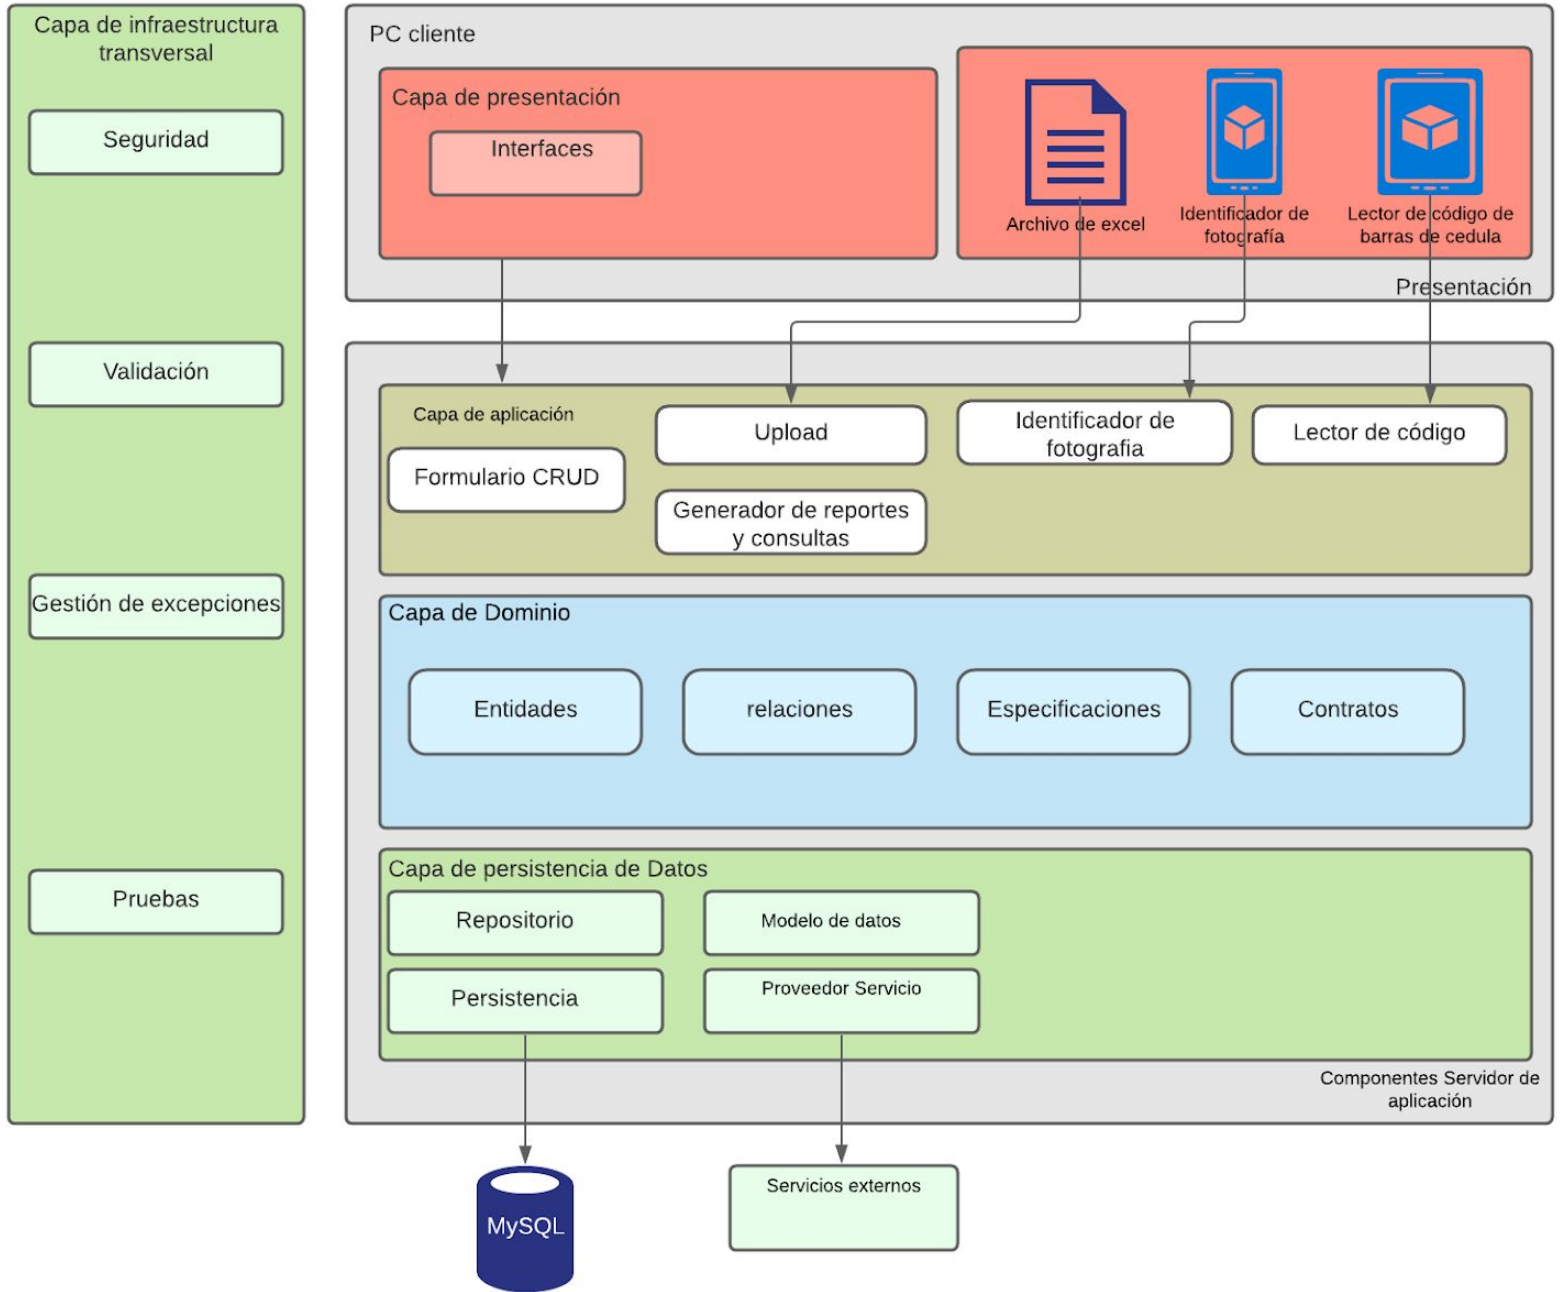 Capa de infraestructura
transversal
Seguridad
Validación
Gestión de excepciones
Pruebas
PC cliente
Capa de presentación
Interfaces
Archivo de excel
Identificador de
fotografía
Lector de código de
barras de cedula
Presentación
Capa de aplicación
Formulario CRUD
Upload
Identificador de
fotografia
Lector de código
Generador de reportes
y consultas
Capa de Dominio
Entidades
relaciones
Especificaciones
Contratos
Capa de persistencia de Datos
Repositorio
Modelo de datos
Persistencia
Proveedor Servicio
Componentes Servidor de
aplicación
MySQL
Servicios externos